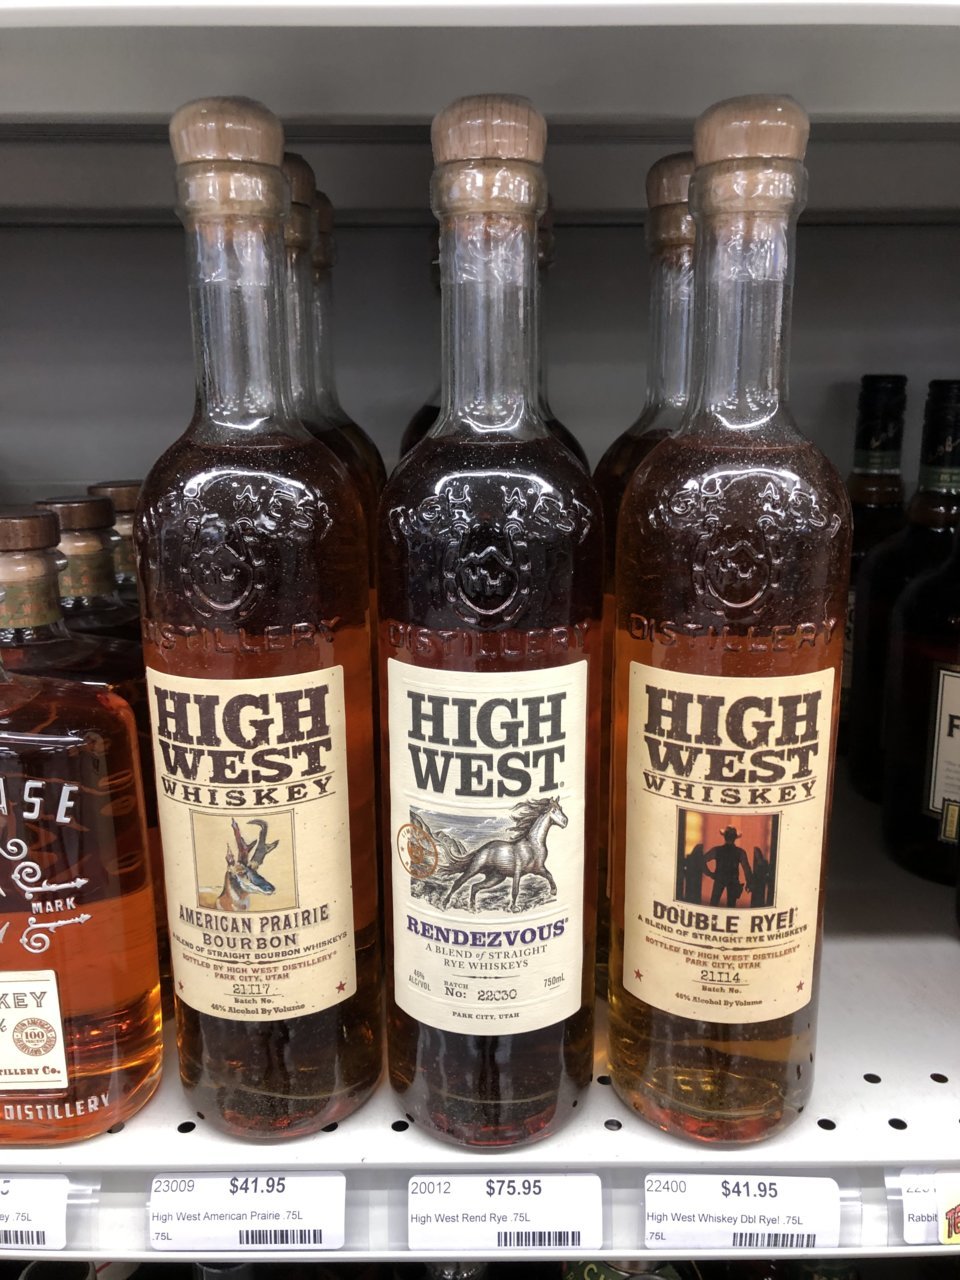 HIGH WEST
DISTILLERY
HIGH
WEST
WHISKEY
AMERICAN PRAIRIE
BOURBON
A BLEND OF STRAIGHT BOURBON WHISKEYS
BOTTLED BY HIGH WEST DISTILLERY®
PARK CITY, UTAH
21I17
Batch No.
46% Alcohol By Volume
HIGH WEST
DISTILLERY
HIGH
WEST®
RENDEZVOUS®
A BLEND of STRAIGHT
RYE WHISKEYS
46%
ALC/VOL
BATCH
No: 22C30
750mL
PARK CITY, UTAH
HIGH WEST
DISTILLERY
HIGH
WEST
WHISKEY
DOUBLE RYE!
A BLEND OF STRAIGHT RYE WHISKEYS
BOTTLED BY HIGH WEST DISTILLERY®
PARK CITY, UTAH
21I14
Batch No.
46% Alcohol By Volume
ASE
MARK
KEY
%
100
TILLERY Co.
DISTILLERY
F
ey .75L
23009 $41.95
High West American Prairie .75L
.75L
20012 $75.95
High West Rend Rye .75L
22400 $41.95
High West Whiskey Dbl Rye! .75L
.75L
Rabbit